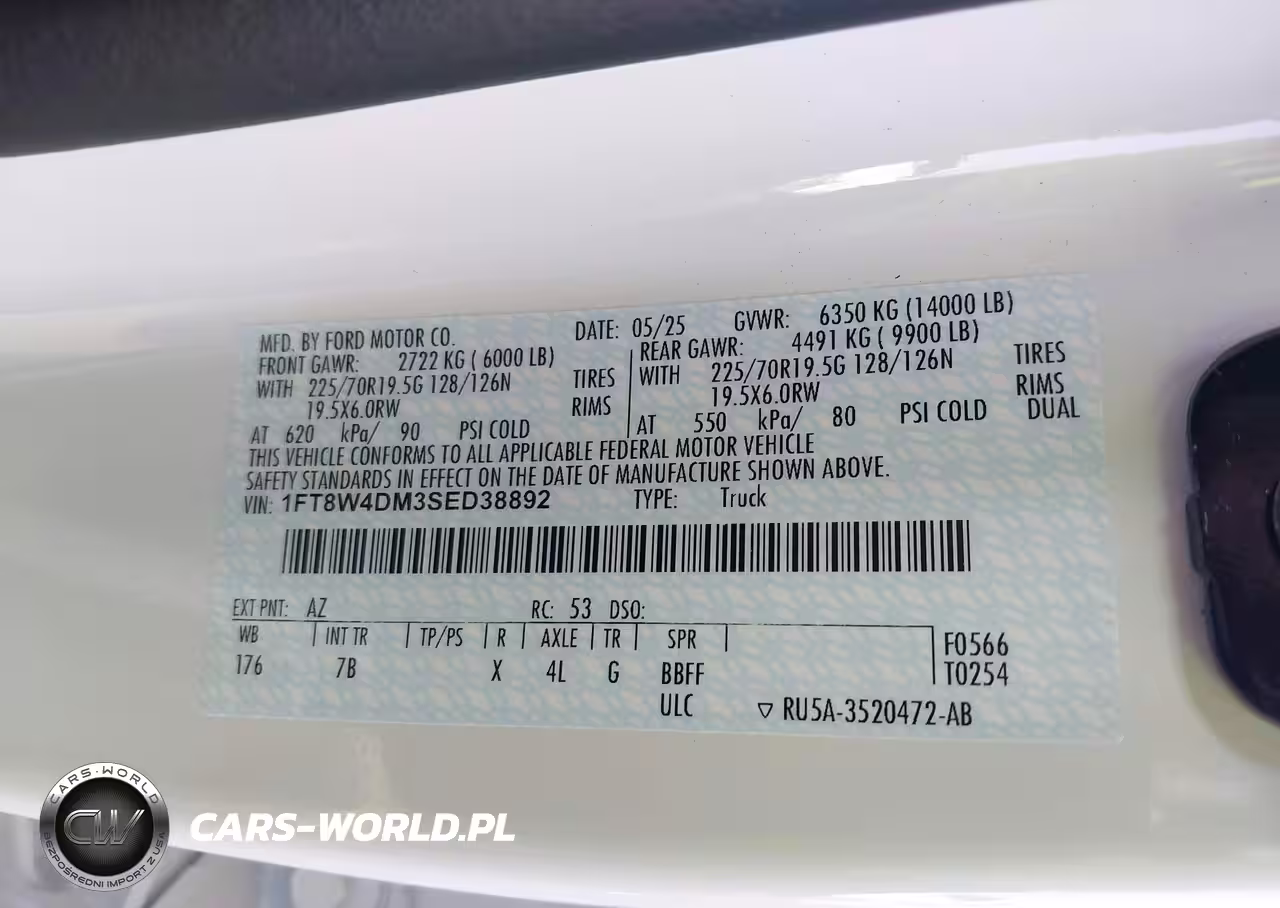 MFD. BY FORD MOTOR CO. DATE: 05/25 GVWR: 6350 KG (14000 LB)
FRONT GAWR: 2722 KG ( 6000 LB) REAR GAWR: 4491 KG ( 9900 LB)
WITH 225/70R19.5G 128/126N TIRES WITH 225/70R19.5G 128/126N TIRES
19.5X6.0RW RIMS 19.5X6.0RW RIMS
AT 620 kPa/ 90 PSI COLD AT 550 kPa/ 80 PSI COLD DUAL
THIS VEHICLE CONFORMS TO ALL APPLICABLE FEDERAL MOTOR VEHICLE
SAFETY STANDARDS IN EFFECT ON THE DATE OF MANUFACTURE SHOWN ABOVE.
VIN: 1FT8W4DM3SED38892 TYPE: Truck
EXT PNT: AZ RC: 53 DSO:
WB INT TR TP/PS R AXLE TR SPR
176 7B X 4L G BBFF
ULC
F0566
T0254
▽ RU5A-3520472-AB
CARS-WORLD
CW
BEZPOŚREDNI IMPORT Z USA
CARS-WORLD.PL